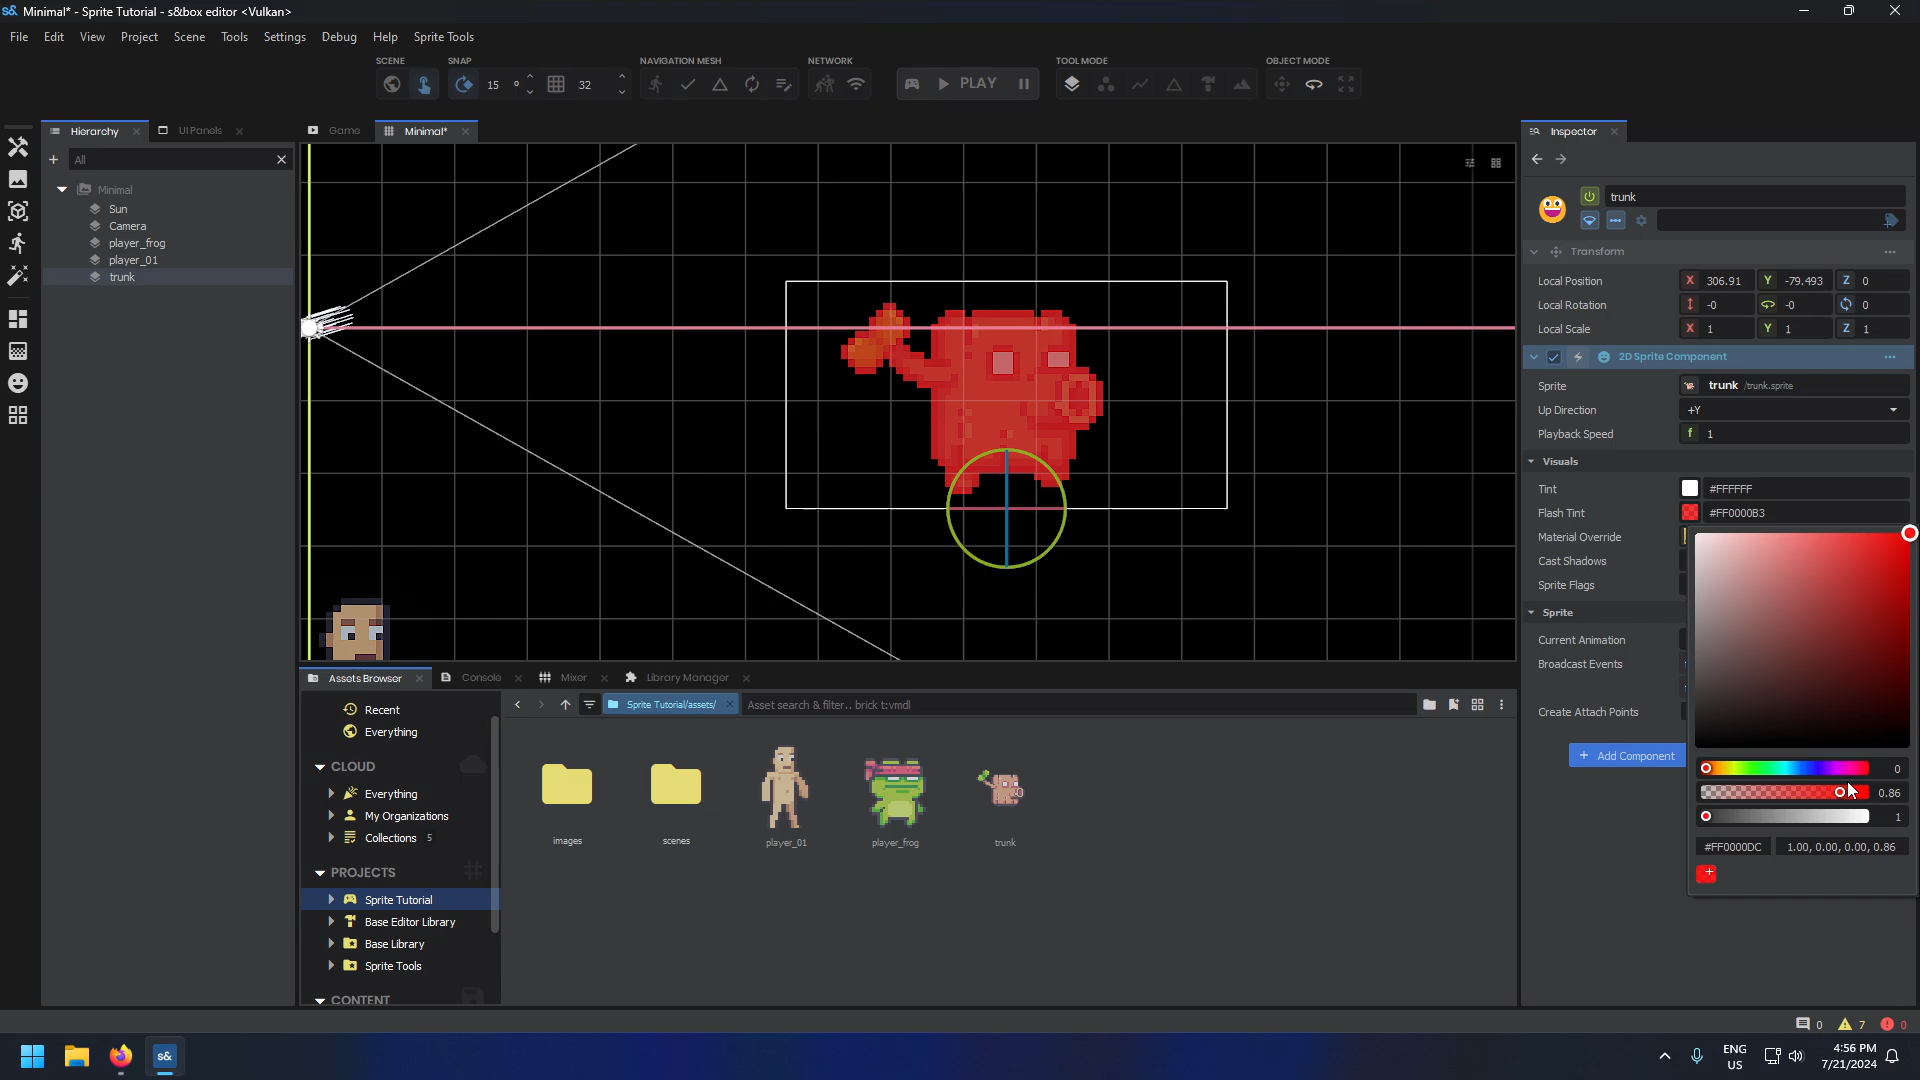 Minimal* - Sprite Tutorial - s&box editor <Vulkan>
File Edit View Project Scene Tools Settings Debug Help Sprite Tools
SCENE SNAP NAVIGATION MESH NETWORK TOOL MODE OBJECT MODE
15 ° 32 PLAY
Hierarchy UI Panels Game Minimal* Inspector
All
Minimal
Sun
Camera
player_frog
player_01
trunk
trunk
Transform
Local Position X 306.91 Y -79.493 Z 0
Local Rotation -0 -0 0
Local Scale X 1 Y 1 Z 1
2D Sprite Component
Sprite trunk /trunk.sprite
Up Direction +Y
Playback Speed f 1
Visuals
Tint #FFFFFF
Flash Tint #FF0000B3
Material Override
Cast Shadows
Sprite Flags
Sprite
Current Animation
Broadcast Events
Create Attach Points
+ Add Component
0
0.86
1
#FF0000DC 1.00, 0.00, 0.00, 0.86
Assets Browser Console Mixer Library Manager
Sprite Tutorial/assets/ Asset search & filter.. brick t:vmdl
Recent
Everything
CLOUD
Everything
My Organizations
Collections 5
PROJECTS
Sprite Tutorial
Base Editor Library
Base Library
Sprite Tools
CONTENT
images scenes player_01 player_frog trunk
0 7 0
s&
ENG
US
4:56 PM
7/21/2024